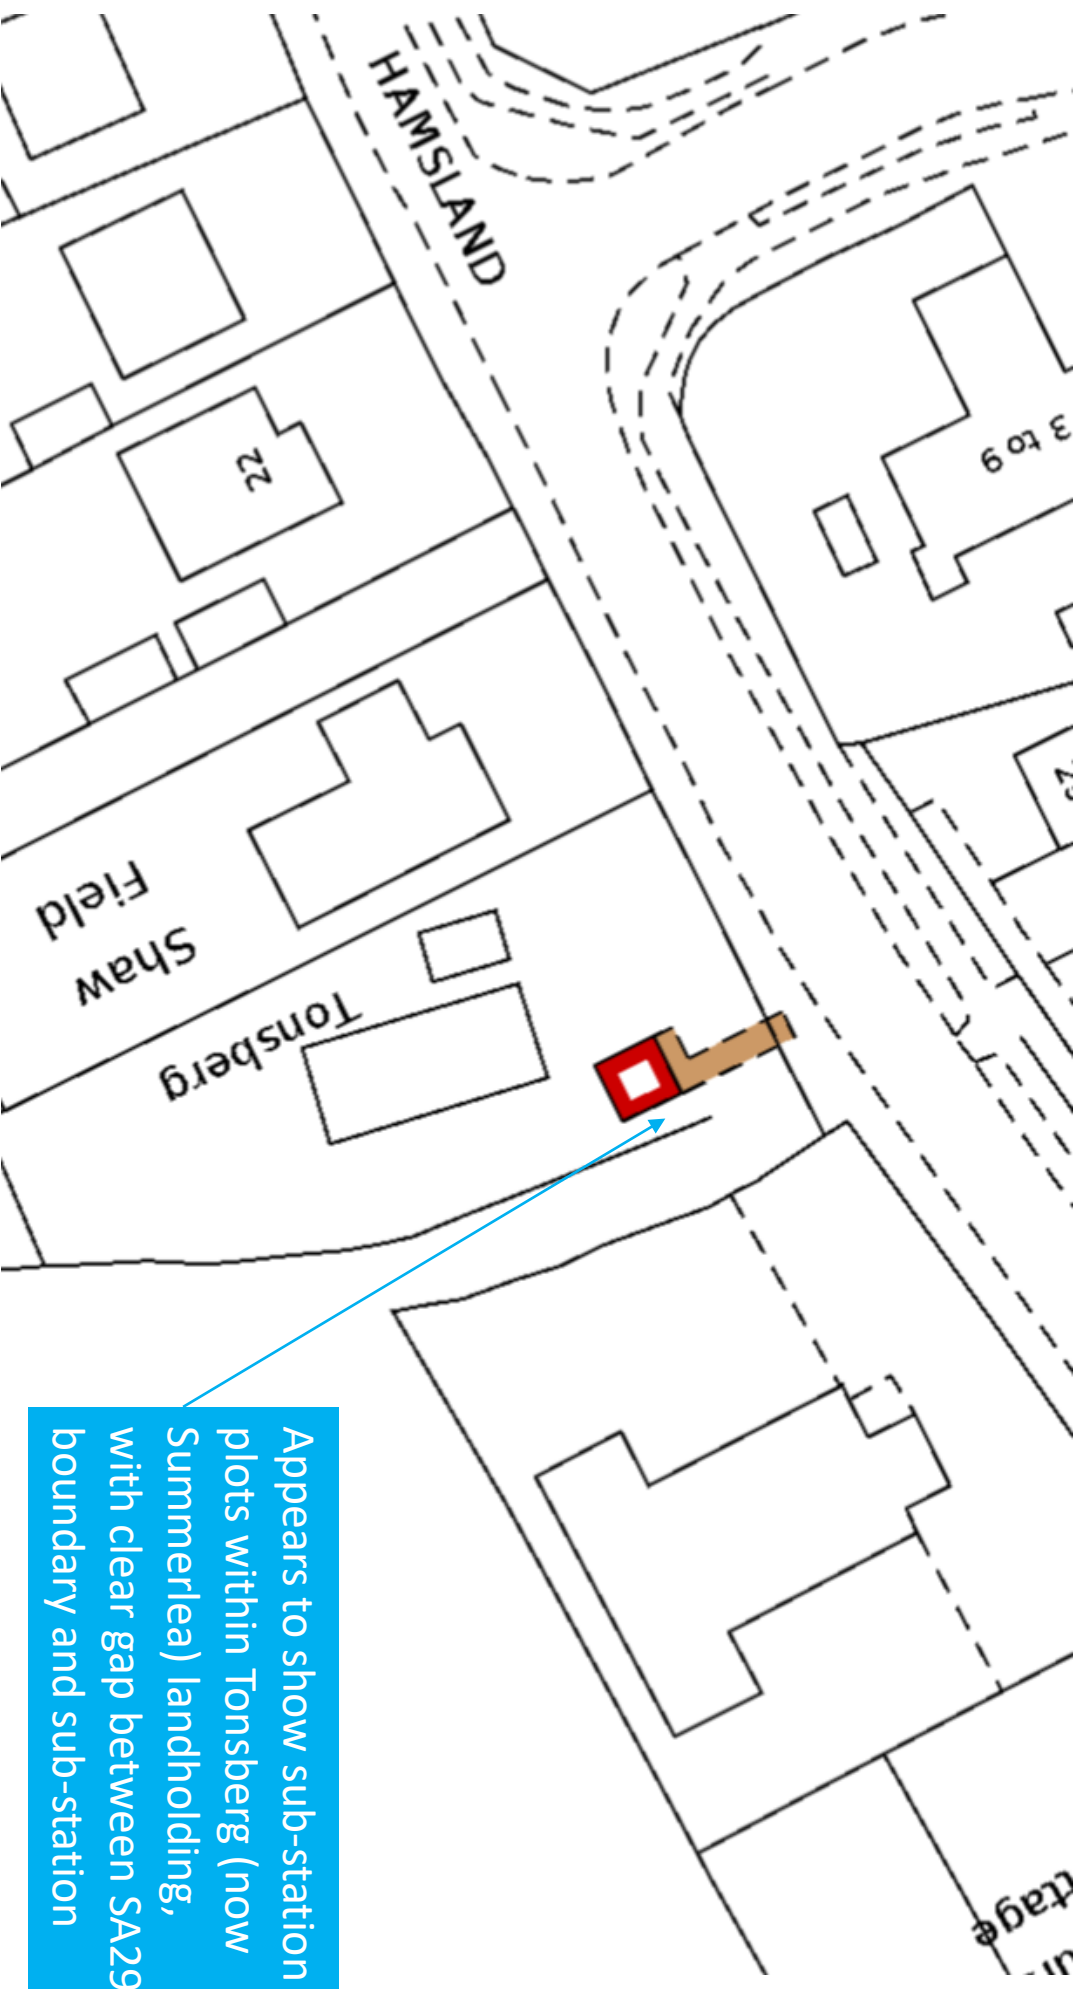 HAMSLAND
3 to 9
22
Field
Shaw
Tonsberg
Appears to show sub-station
plots within Tonsberg (now
Summerlea) landholding,
with clear gap between SA29
boundary and sub-station